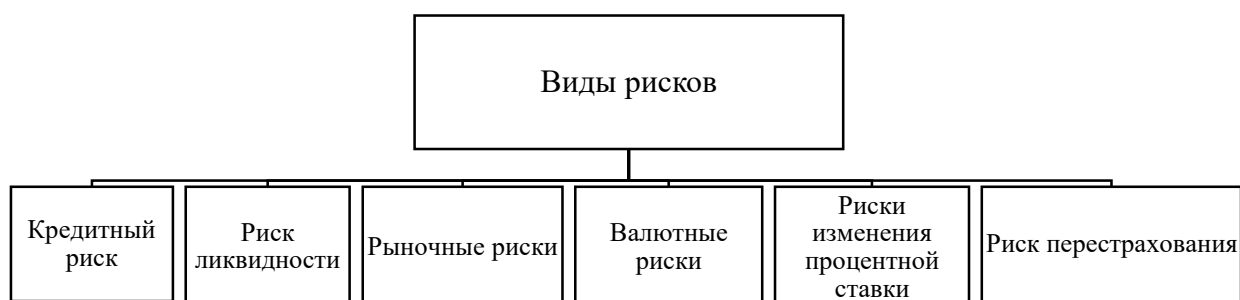 Виды рисков
Кредитный
риск
Риск
ликвидности
Рыночные риски
Валютные
риски
Риски
изменения
процентной
ставки
Риск перестрахования